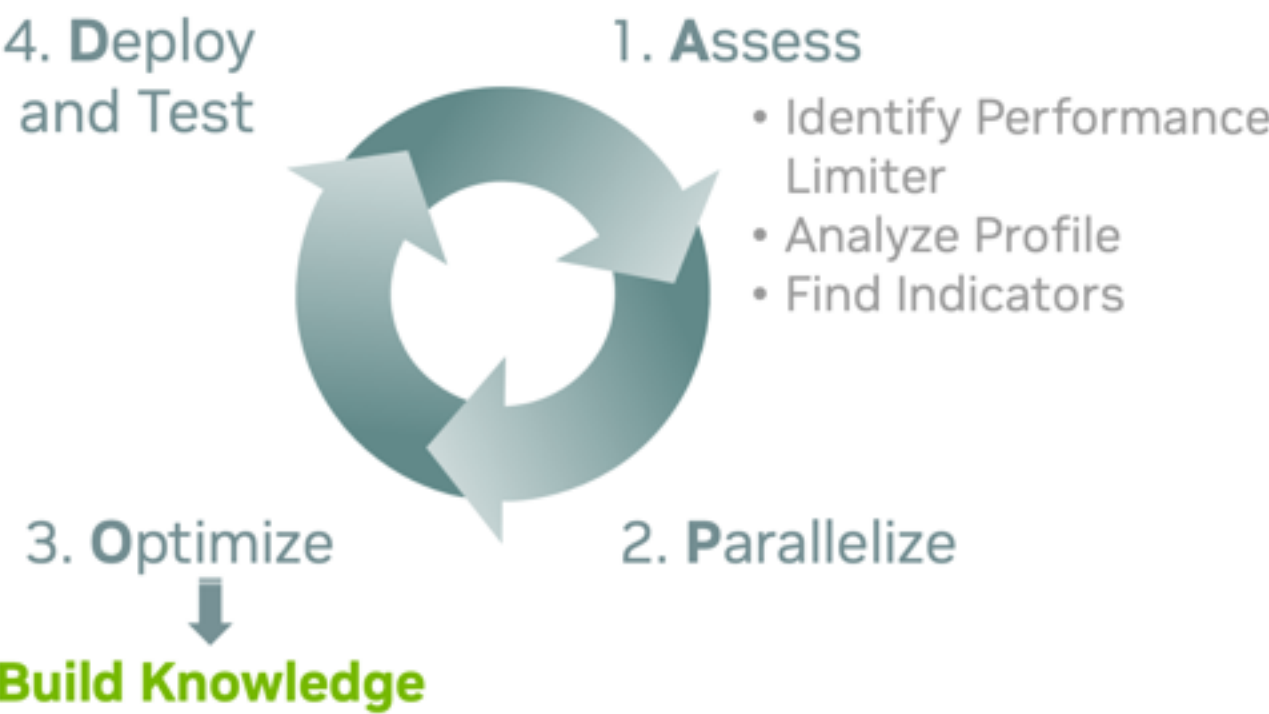 4. Deploy
and Test
1. Assess
• Identify Performance
Limiter
• Analyze Profile
• Find Indicators
3. Optimize
2. Parallelize
Build Knowledge